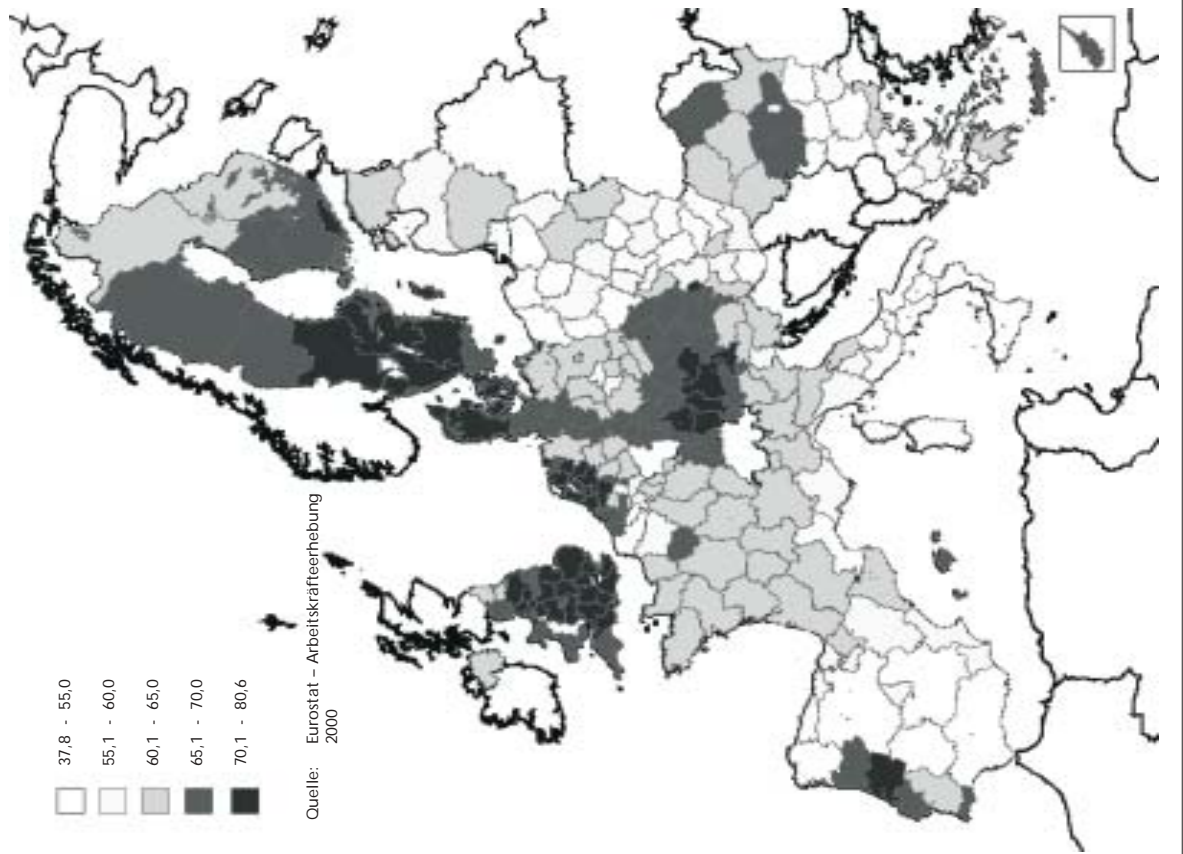 37,8 - 55,0
55,1 - 60,0
60,1 - 65,0
65,1 - 70,0
70,1 - 80,6
Quelle: Eurostat – Arbeitskräfteerhebung
2000